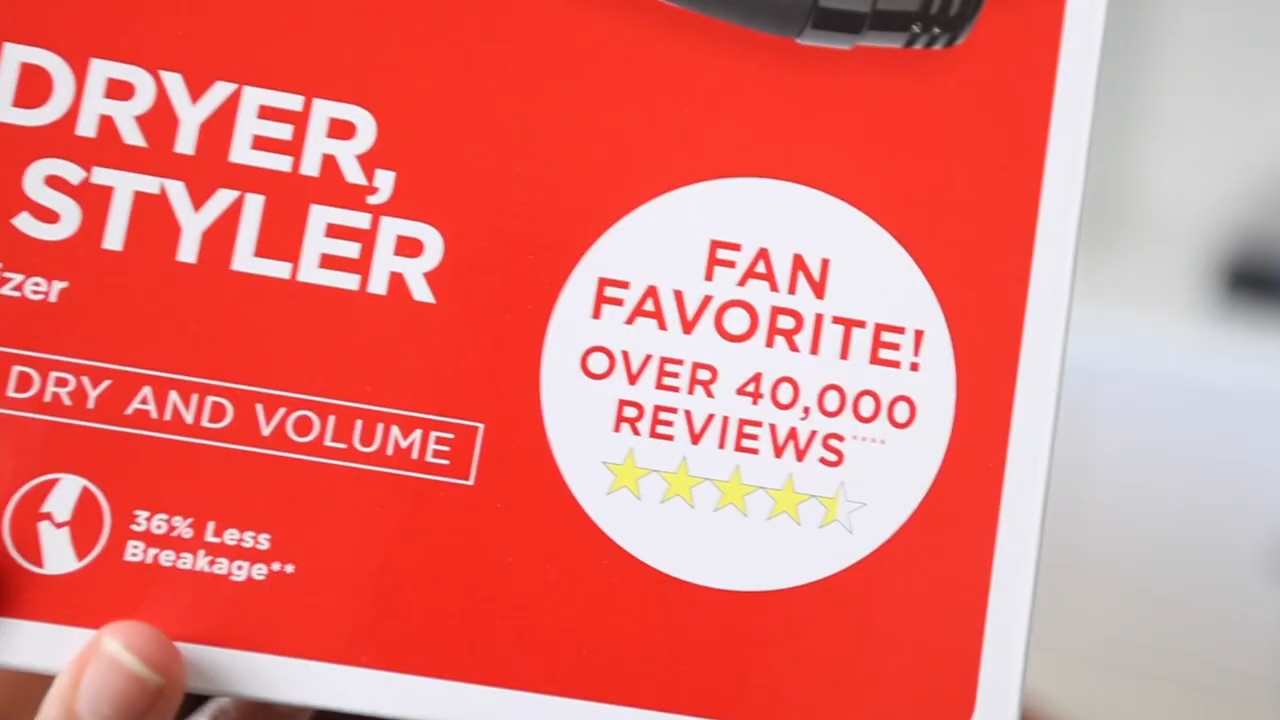 DRYER,
STYLER
izer
DRY AND VOLUME
36% Less
Breakage**
FAN
FAVORITE!
OVER 40,000
REVIEWS****